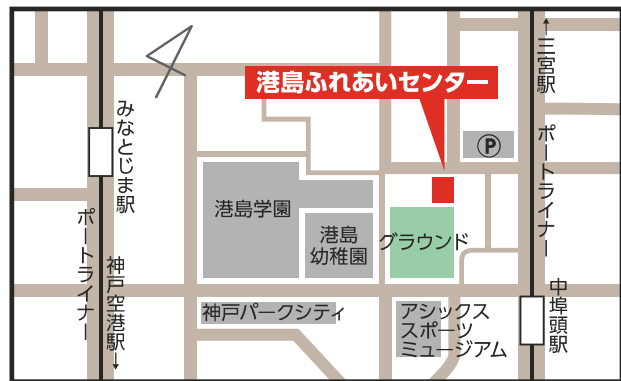 港島ふれあいセンター
↑三宮駅
P
みなとじま駅
ポートライナー
港島学園
港島
幼稚園
グラウンド
ポートライナー
神戸空港駅↓
神戸パークシティ
アシックス
スポーツ
ミュージアム
中埠頭駅